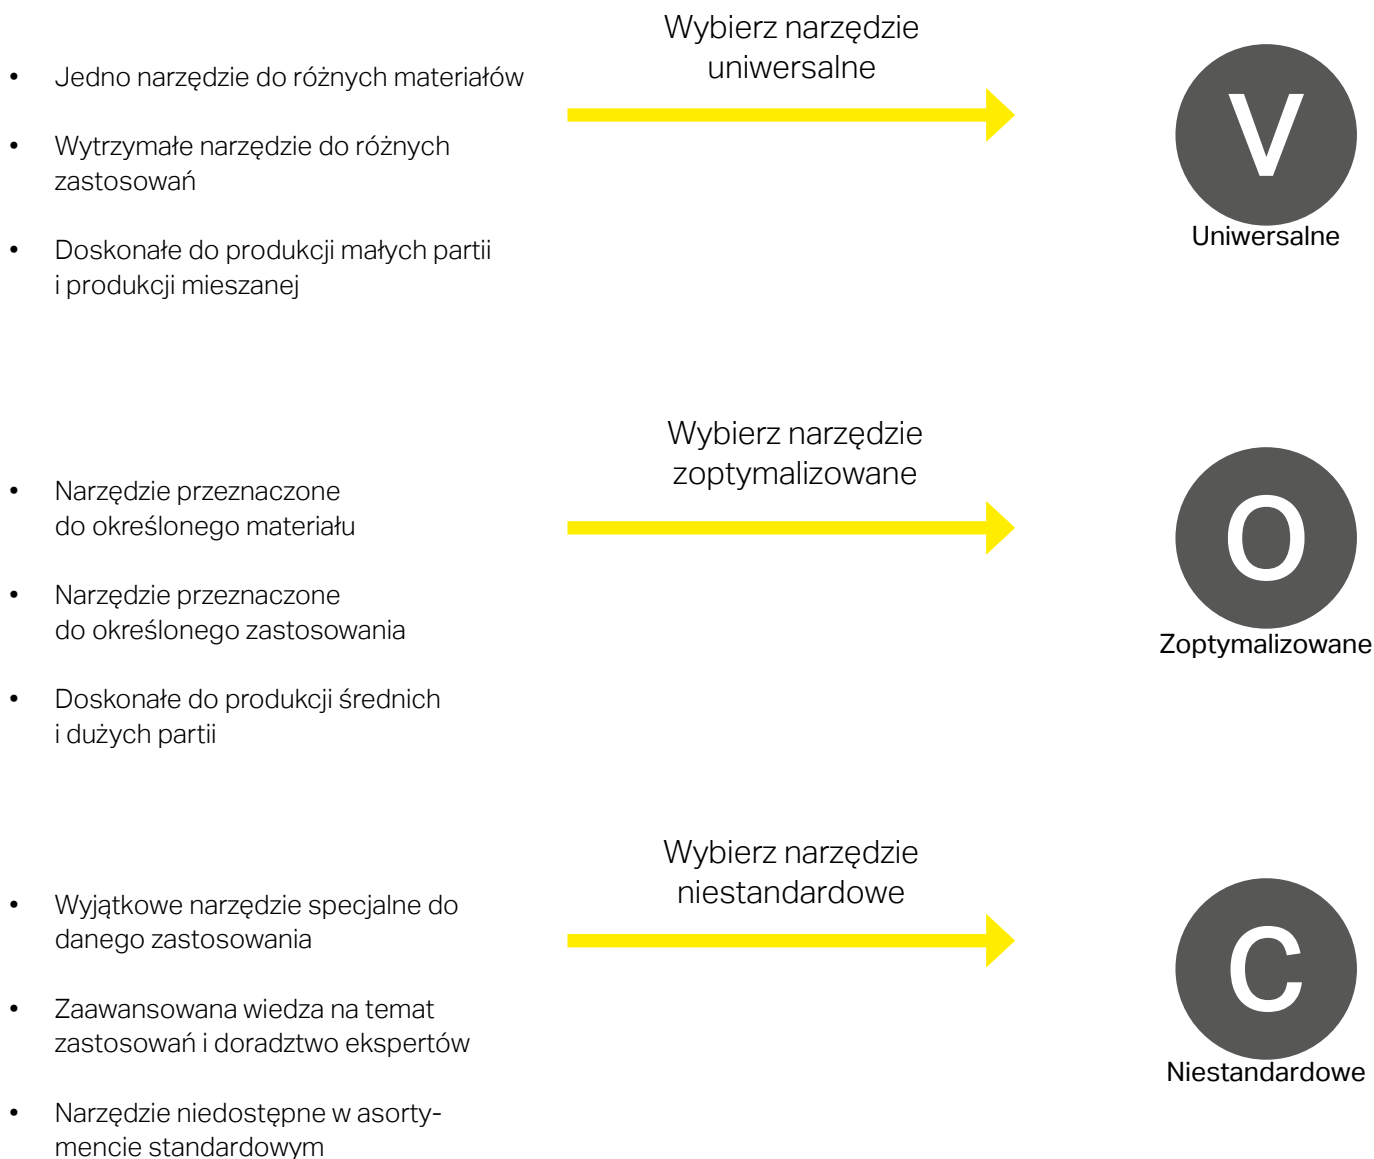 Wybierz narzędzie
uniwersalne
• Jedno narzędzie do różnych materiałów
• Wytrzymałe narzędzie do różnych
zastosowań
• Doskonałe do produkcji małych partii
i produkcji mieszanej
V
Uniwersalne
Wybierz narzędzie
zoptymalizowane
• Narzędzie przeznaczone
do określonego materiału
• Narzędzie przeznaczone
do określonego zastosowania
• Doskonałe do produkcji średnich
i dużych partii
O
Zoptymalizowane
Wybierz narzędzie
niestandardowe
• Wyjątkowe narzędzie specjalne do
danego zastosowania
• Zaawansowana wiedza na temat
zastosowań i doradztwo ekspertów
• Narzędzie niedostępne w asorty-
mencie standardowym
C
Niestandardowe